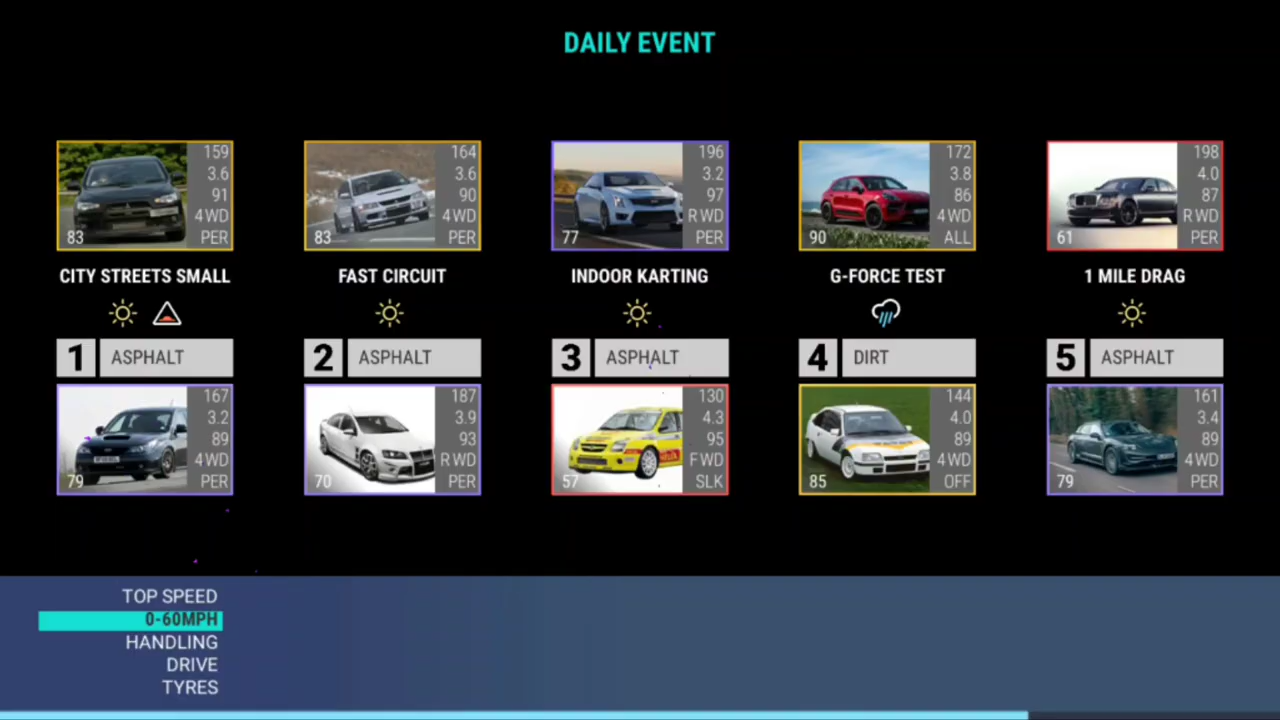 DAILY EVENT
159
3.6
91
4WD
83 PER
164
3.6
90
4WD
83 PER
196
3.2
97
RWD
77 PER
172
3.8
86
4WD
90 ALL
198
4.0
87
RWD
61 PER
CITY STREETS SMALL
FAST CIRCUIT
INDOOR KARTING
G-FORCE TEST
1 MILE DRAG
1 ASPHALT
2 ASPHALT
3 ASPHALT
4 DIRT
5 ASPHALT
167
3.2
89
4WD
79 PER
187
3.9
93
RWD
70 PER
130
4.3
95
FWD
57 SLK
144
4.0
89
4WD
85 OFF
161
3.4
89
4WD
79 PER
TOP SPEED
0-60MPH
HANDLING
DRIVE
TYRES